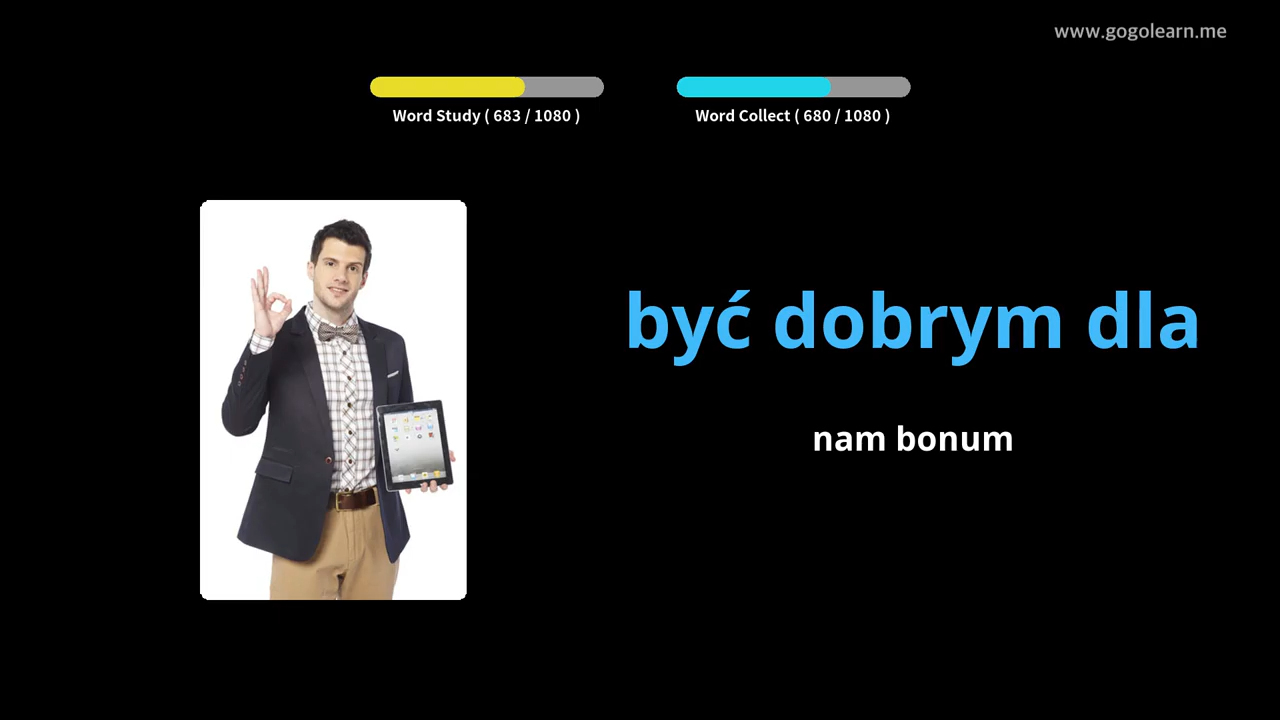 www.gogolearn.me
Word Study ( 683 / 1080 )
Word Collect ( 680 / 1080 )
być dobrym dla
nam bonum